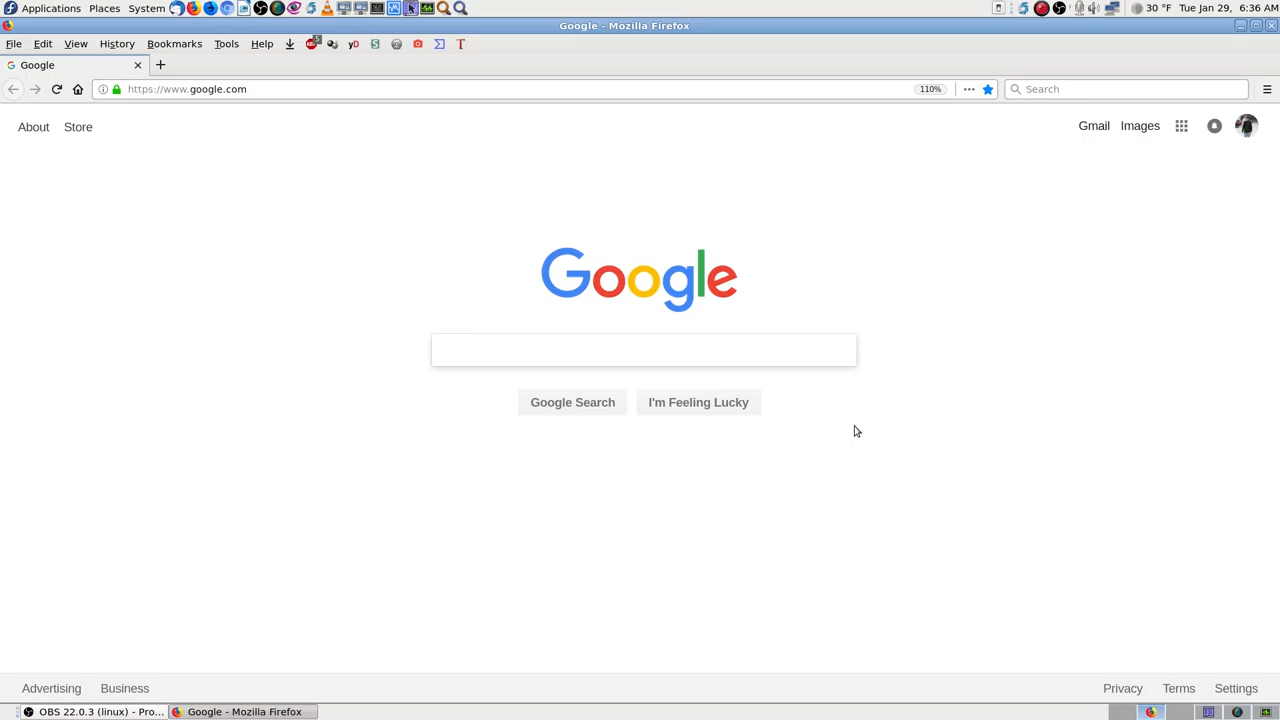 Applications Places System 30 °F Tue Jan 29, 6:36 AM
Google - Mozilla Firefox
File Edit View History Bookmarks Tools Help
Google
https://www.google.com 110% Search
About Store Gmail Images
Google
Google Search I'm Feeling Lucky
Advertising Business Privacy Terms Settings
OBS 22.0.3 (linux) - Pro... Google - Mozilla Firefox